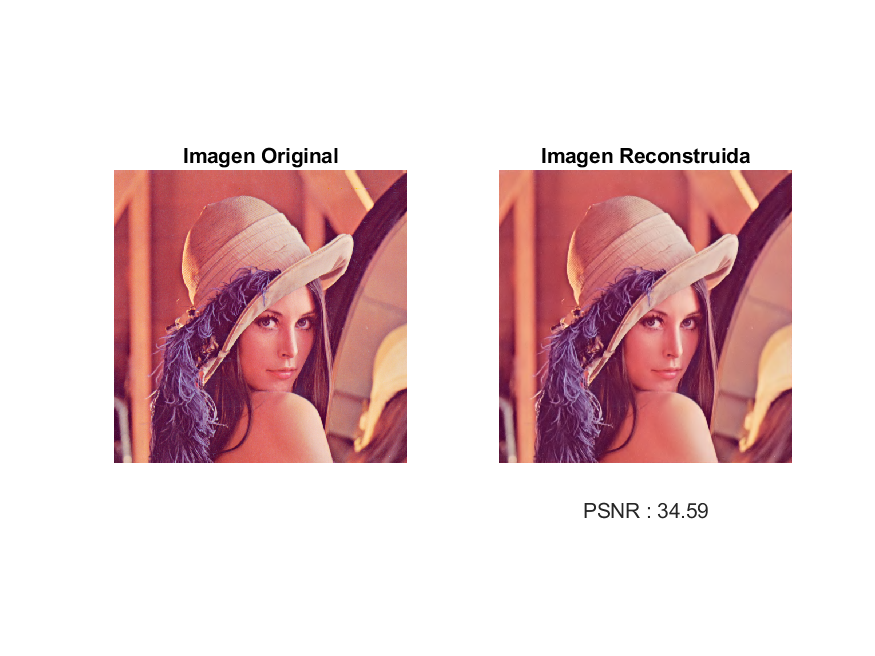 Imagen Original
Imagen Reconstruida
PSNR : 34.59